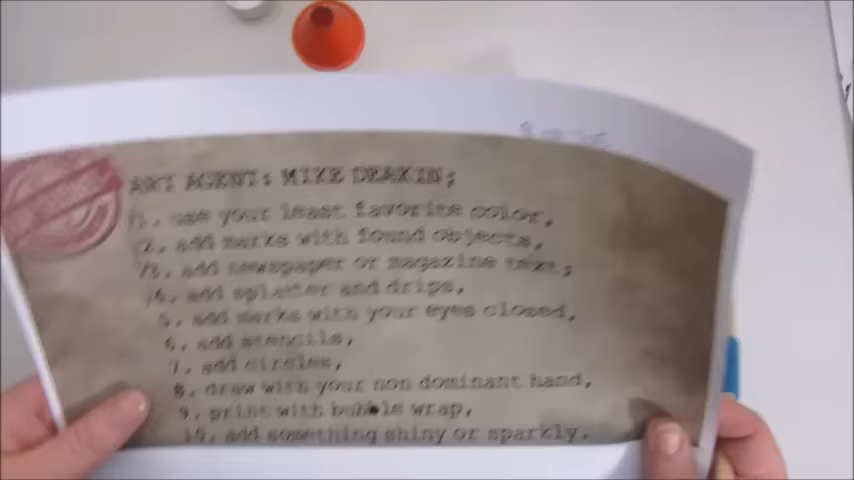 ART AGENT: MIKE DEAKIN;
1. use your least favorite color,
2. add marks with found objects,
3. add newspaper or magazine text;
4. add splatter and drips,
5. add marks with your eyes closed,
6. add stencils,
7. add circles,
8. draw with your non dominant hand,
9. print with bubble wrap,
10. add something shiny or sparkly.